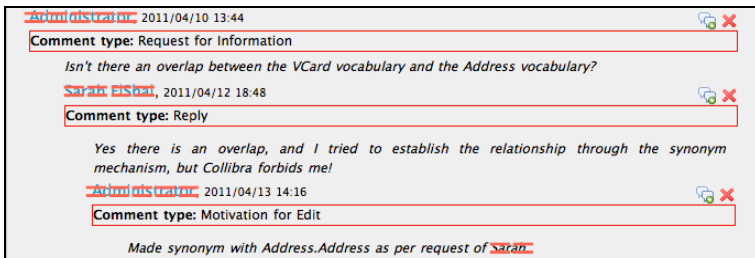 Administrator, 2011/04/10 13:44
Comment type: Request for Information
Isn't there an overlap between the VCard vocabulary and the Address vocabulary?
Sarah, 2011/04/12 18:48
Comment type: Reply
Yes there is an overlap, and I tried to establish the relationship through the synonym
mechanism, but Collibra forbids me!
Administrator, 2011/04/13 14:16
Comment type: Motivation for Edit
Made synonym with Address.Address as per request of Sarah